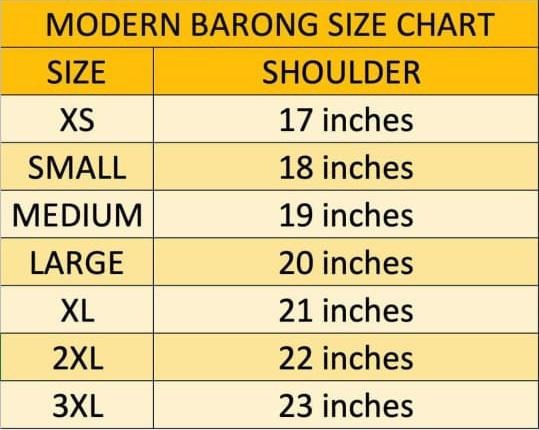 MODERN BARONG SIZE CHART
SIZE SHOULDER
XS 17 inches
SMALL 18 inches
MEDIUM 19 inches
LARGE 20 inches
XL 21 inches
2XL 22 inches
3XL 23 inches